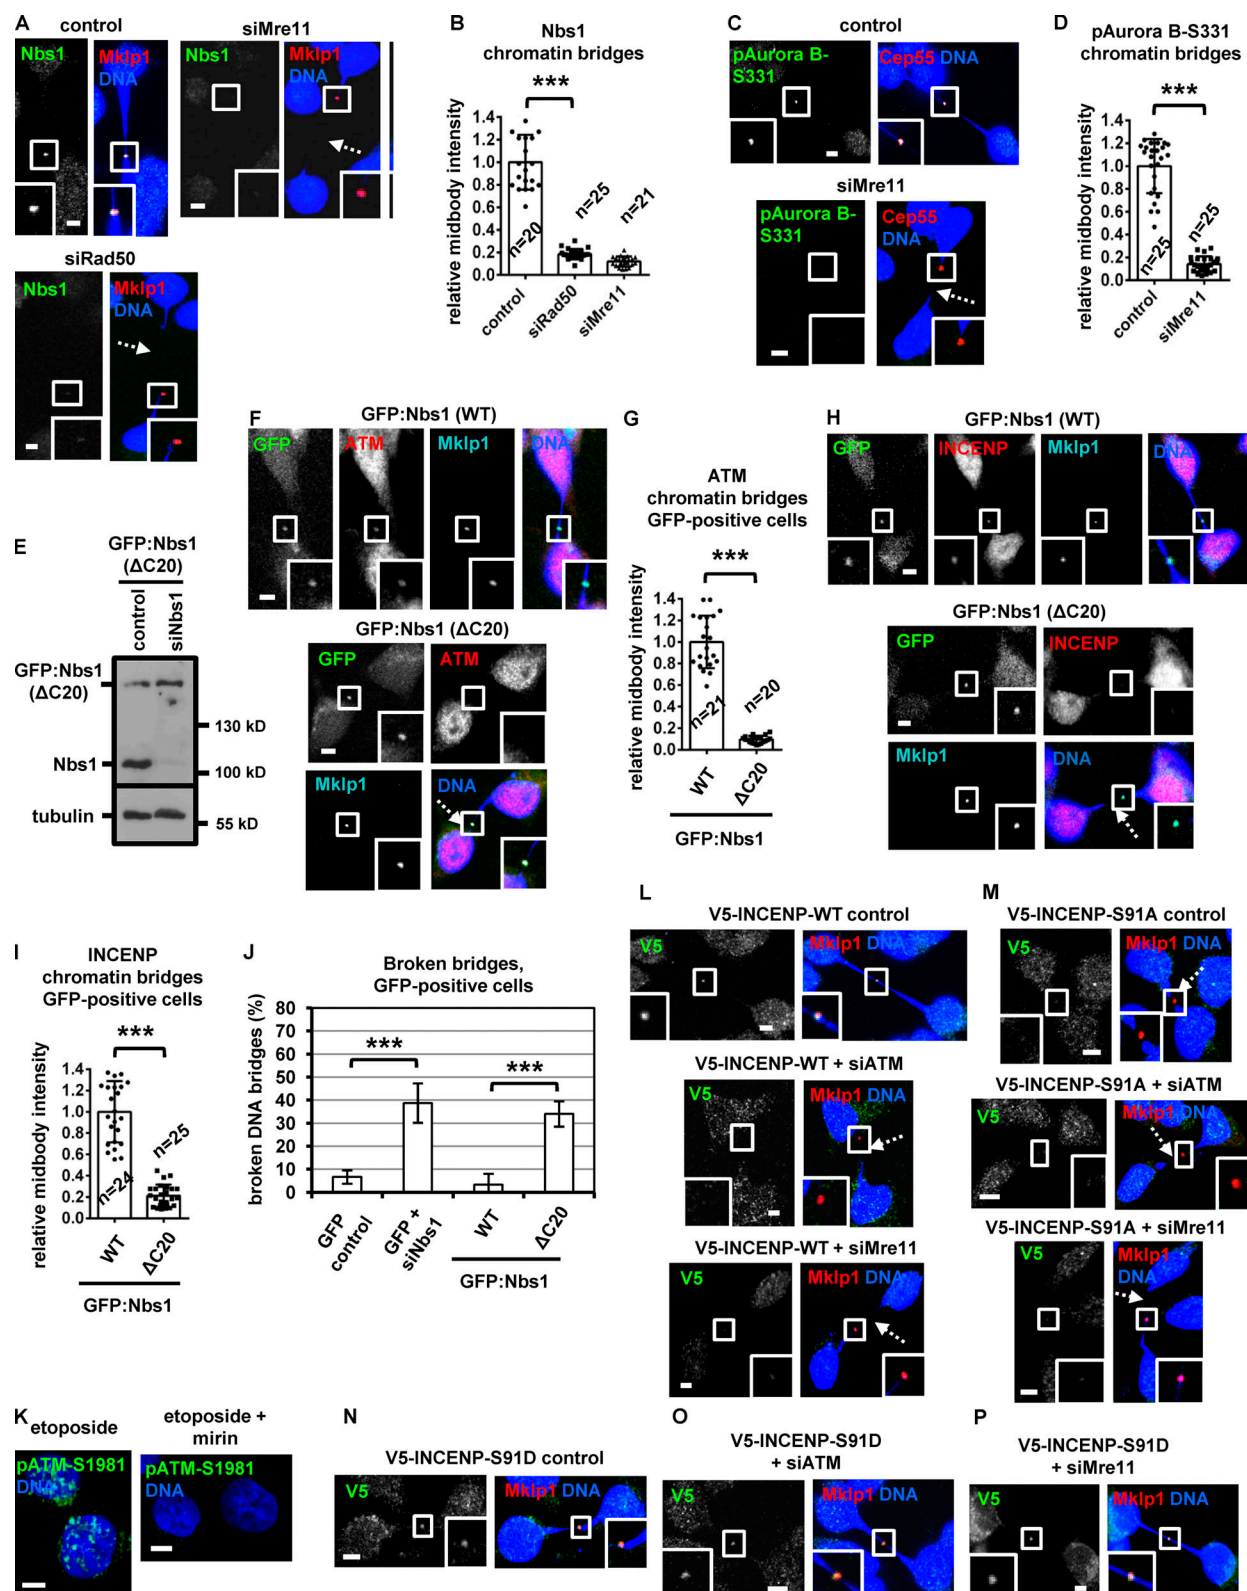 A
control
Nbs1
Mklp1
DNA
siMre11
Nbs1
Mklp1
DNA
siRad50
Nbs1
Mklp1
DNA
B
Nbs1
chromatin bridges
***
relative midbody intensity
1.4
1.2
1.0
0.8
0.6
0.4
0.2
0.0
n=20
n=25
n=21
control
siRad50
siMre11
C
control
pAurora B-
S331
Cep55 DNA
siMre11
pAurora B-
S331
Cep55
DNA
D
pAurora B-S331
chromatin bridges
***
relative midbody intensity
1.4
1.2
1.0
0.8
0.6
0.4
0.2
0.0
n=25
n=25
control
siMre11
E
GFP:Nbs1
(ΔC20)
control
siNbs1
GFP:Nbs1
(ΔC20)
130 kD
Nbs1
100 kD
tubulin
55 kD
F
GFP:Nbs1 (WT)
GFP
ATM
Mklp1
DNA
GFP:Nbs1 (ΔC20)
GFP
ATM
Mklp1
DNA
G
ATM
chromatin bridges
GFP-positive cells
***
relative midbody intensity
1.4
1.2
1.0
0.8
0.6
0.4
0.2
0.0
n=21
n=20
WT
ΔC20
GFP:Nbs1
H
GFP:Nbs1 (WT)
GFP
INCENP
Mklp1
DNA
GFP:Nbs1 (ΔC20)
GFP
INCENP
Mklp1
DNA
I
INCENP
chromatin bridges
GFP-positive cells
***
relative midbody intensity
1.4
1.2
1.0
0.8
0.6
0.4
0.2
0.0
n=24
n=25
WT
ΔC20
GFP:Nbs1
J
Broken bridges,
GFP-positive cells
broken DNA bridges (%)
80
70
60
50
40
30
20
10
0
***
***
GFP
control
GFP +
siNbs1
WT
ΔC20
GFP:Nbs1
K
etoposide
pATM-S1981
DNA
etoposide +
mirin
pATM-S1981
DNA
L
V5-INCENP-WT control
V5
Mklp1 DNA
V5-INCENP-WT + siATM
V5
Mklp1 DNA
V5-INCENP-WT + siMre11
V5
Mklp1 DNA
M
V5-INCENP-S91A control
V5
Mklp1 DNA
V5-INCENP-S91A + siATM
V5
Mklp1 DNA
V5-INCENP-S91A + siMre11
V5
Mklp1
DNA
N
V5-INCENP-S91D control
V5
Mklp1 DNA
O
V5-INCENP-S91D
+ siATM
V5
Mklp1 DNA
P
V5-INCENP-S91D
+ siMre11
V5
Mklp1 DNA